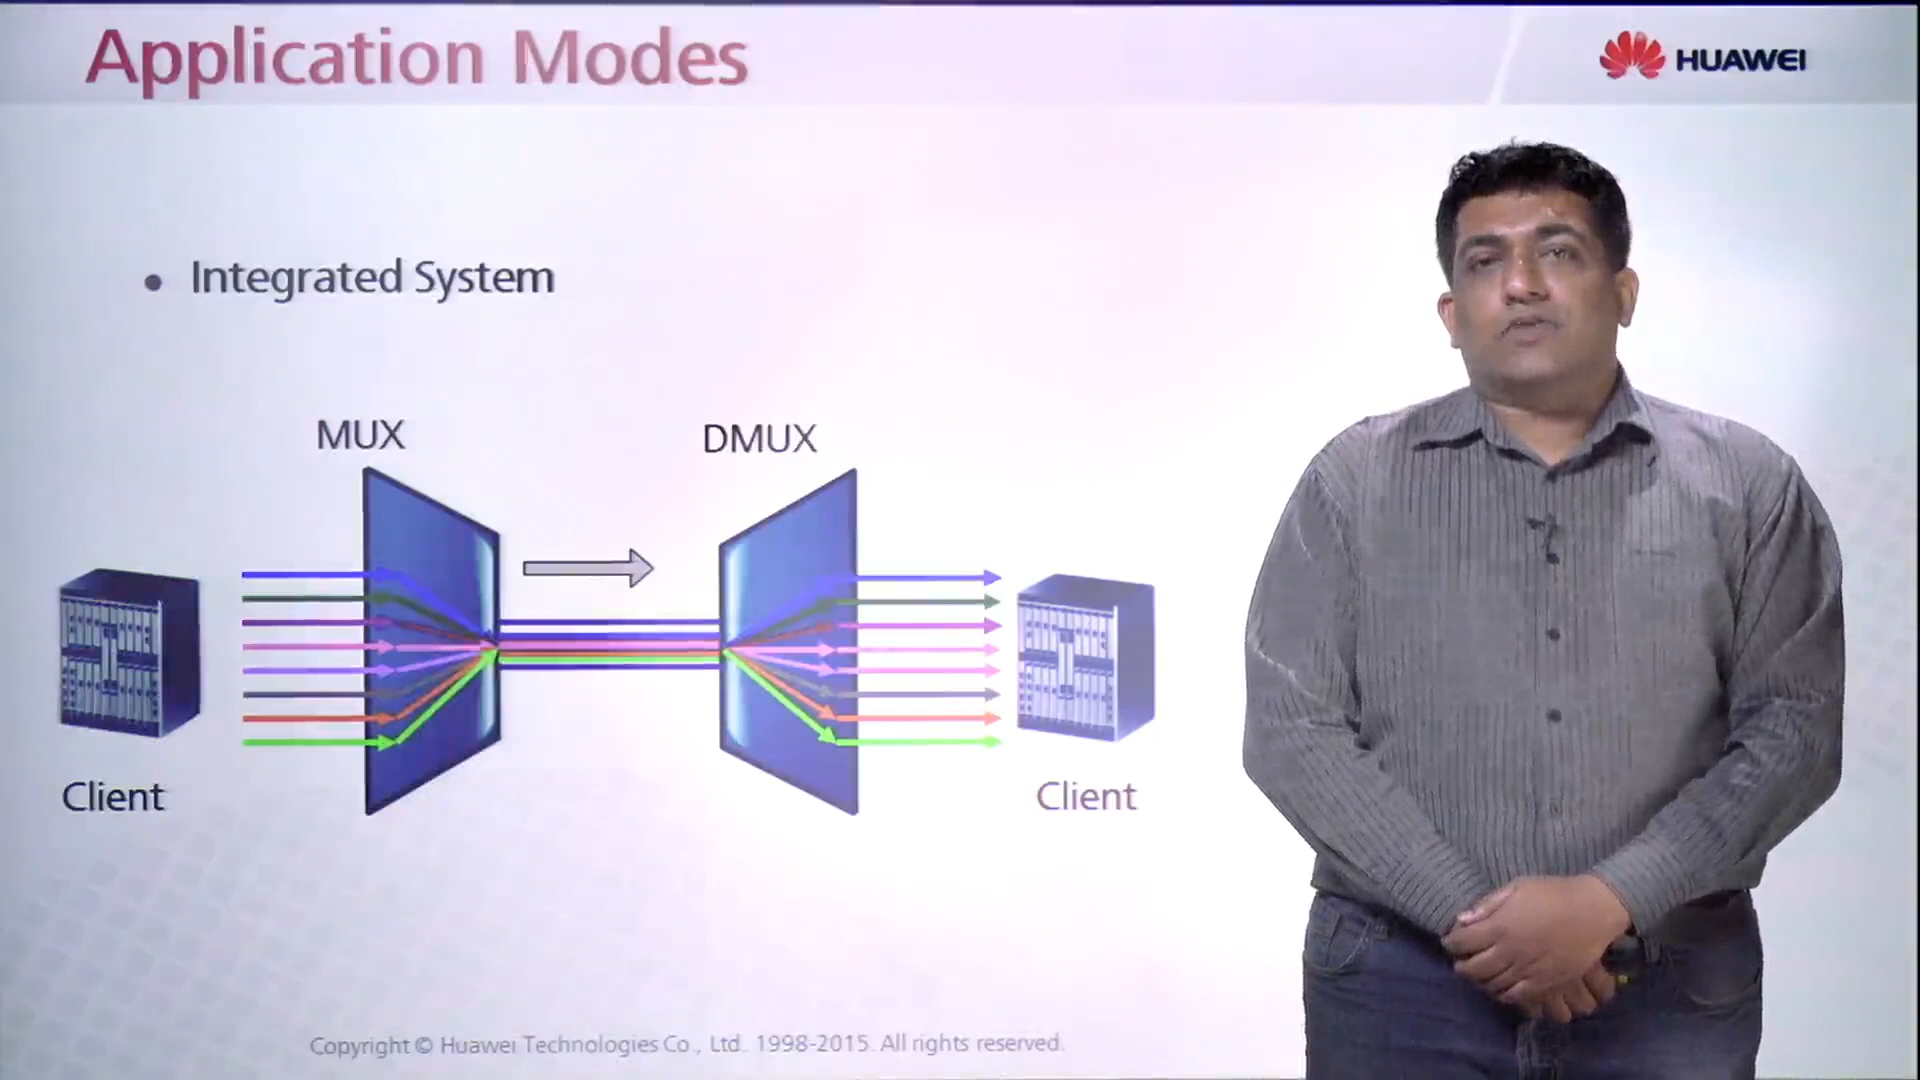 Application Modes
HUAWEI
• Integrated System
MUX
DMUX
Client
Client
Copyright © Huawei Technologies Co., Ltd. 1998-2015. All rights reserved.